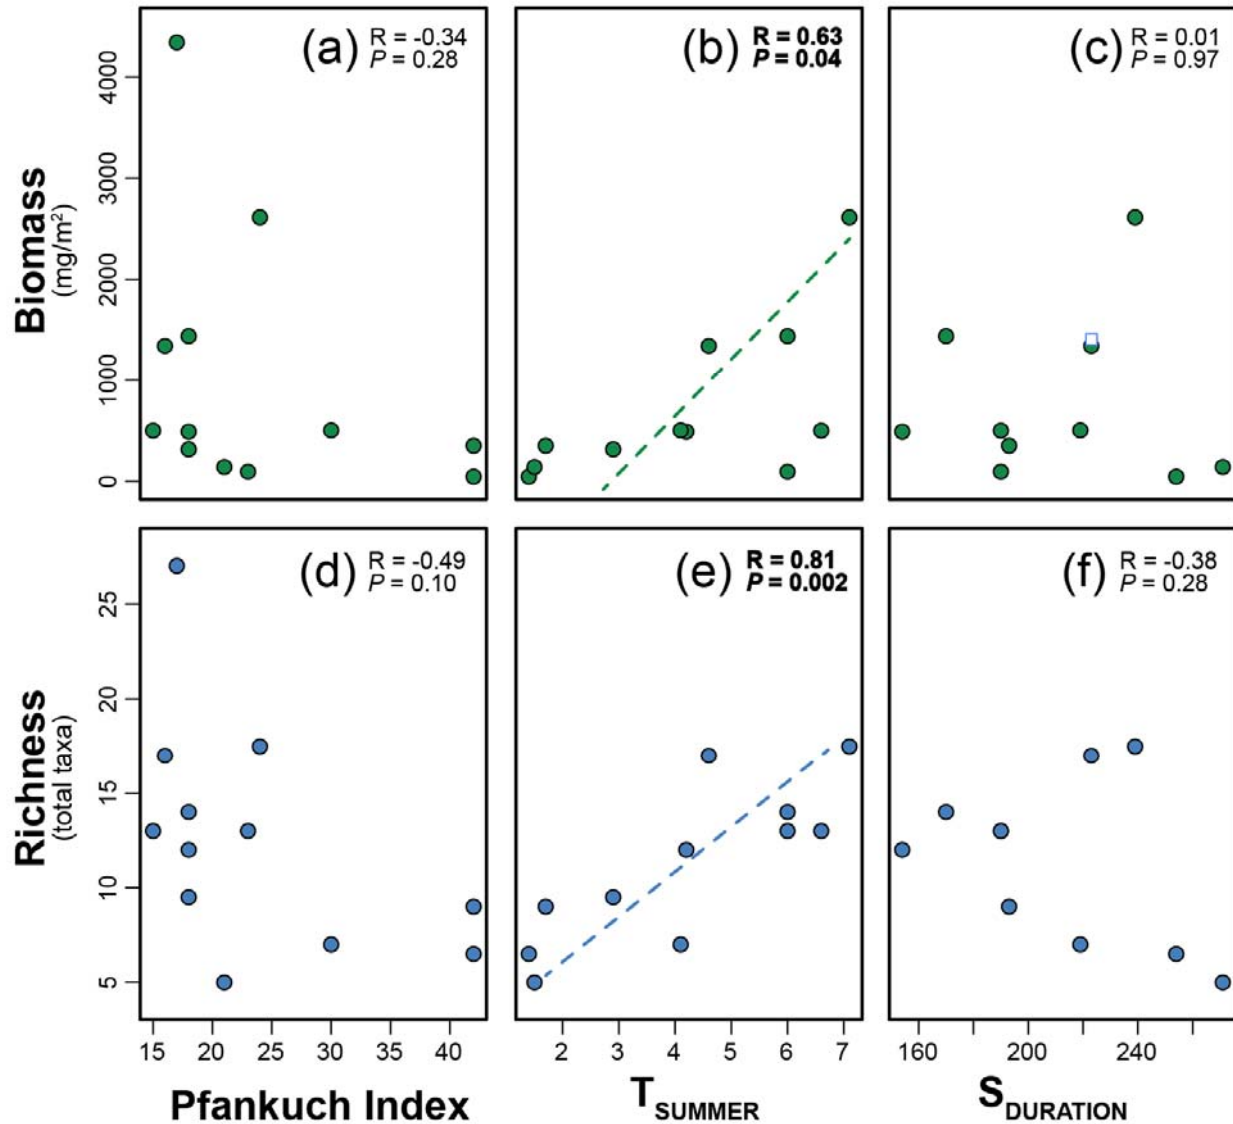 (a) R = -0.34
P = 0.28
(b) R = 0.63
P = 0.04
(c) R = 0.01
P = 0.97
Biomass
(mg/m²)
4000
3000
2000
1000
0
(d) R = -0.49
P = 0.10
(e) R = 0.81
P = 0.002
(f) R = -0.38
P = 0.28
Richness
(total taxa)
25
20
15
10
5
15 20 25 30 35 40
2 3 4 5 6 7
160 200 240
Pfankuch Index
T SUMMER
S DURATION